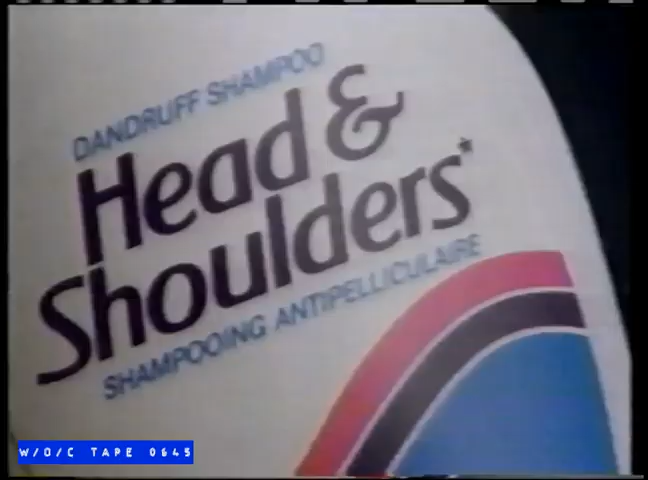 DANDRUFF SHAMPOO
Head &
Shoulders*
SHAMPOOING ANTIPELLICULAIRE
W/O/C TAPE 0645